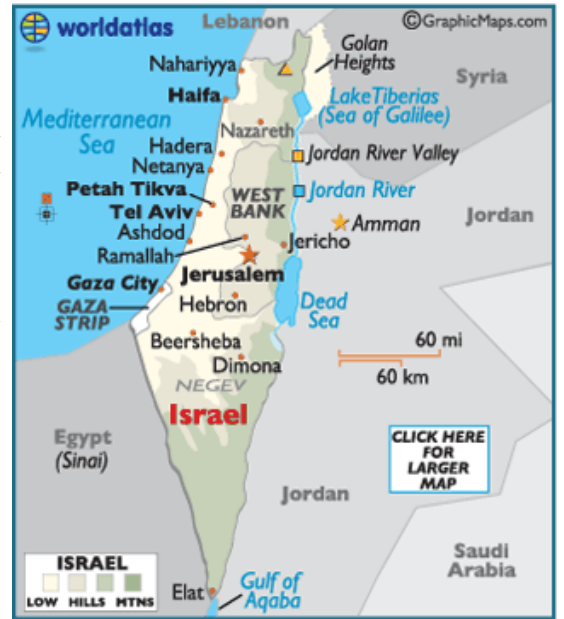 worldatlas
Lebanon
©GraphicMaps.com
Golan
Heights
Nahariyya
Syria
Haifa
Lake Tiberias
(Sea of Galilee)
Mediterranean
Sea
Nazareth
Hadera
Jordan River Valley
Netanya
Petah Tikva
WEST
BANK
Jordan River
Tel Aviv
Amman
Jordan
Ashdod
Ramallah
Jericho
Jerusalem
Gaza City
GAZA
STRIP
Hebron
Dead
Sea
Beersheba
60 mi
Dimona
60 km
NEGEV
Israel
Egypt
(Sinai)
CLICK HERE
FOR
LARGER
MAP
Jordan
Saudi
Arabia
ISRAEL
LOW HILLS MTNS
Elat
Gulf of
Aqaba